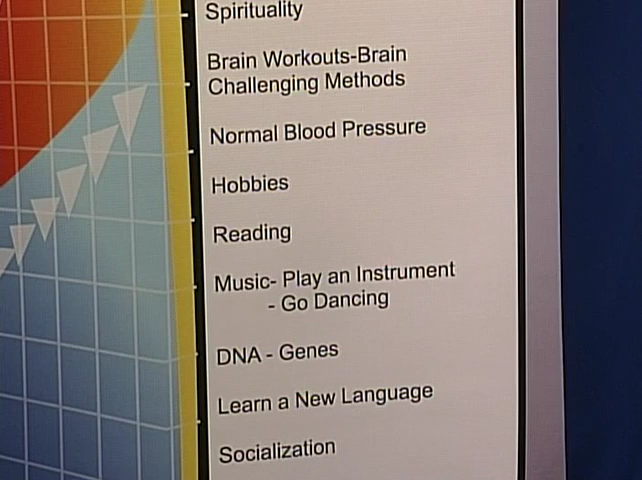 Spirituality
Brain Workouts-Brain
Challenging Methods
Normal Blood Pressure
Hobbies
Reading
Music- Play an Instrument
- Go Dancing
DNA - Genes
Learn a New Language
Socialization